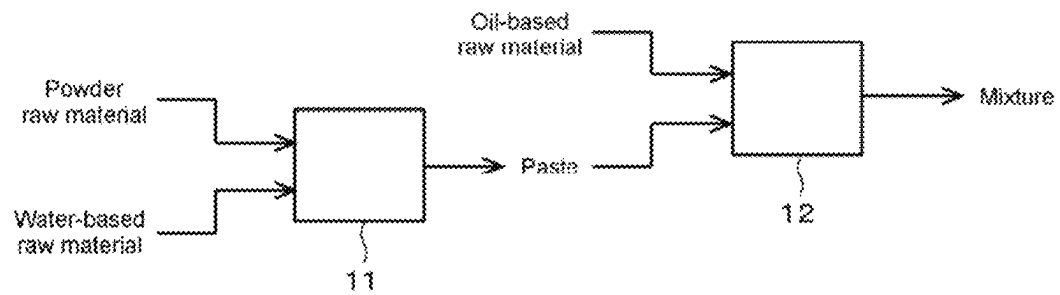 Oil-based
raw material
Powder
raw material
Mixture
Paste
Water-based
raw material
12
11